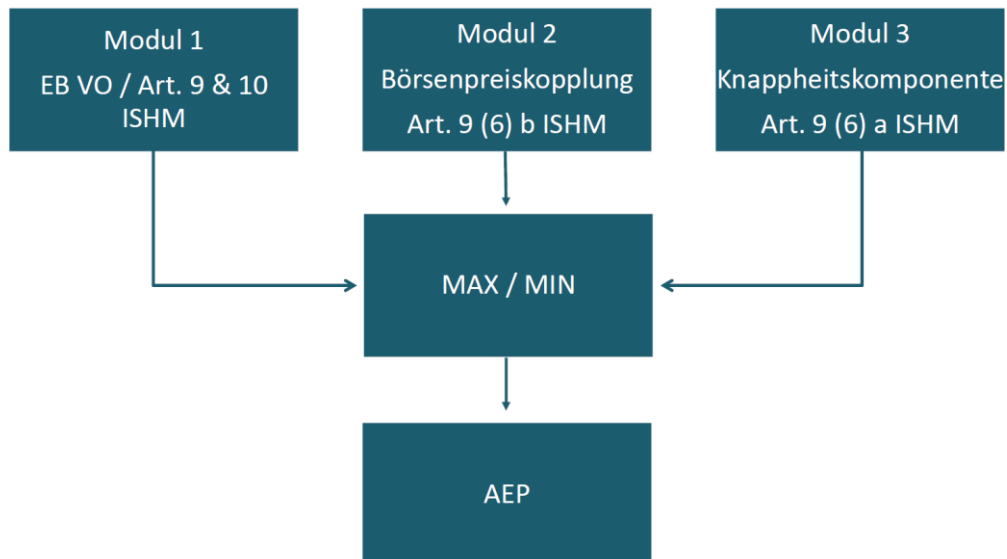 Modul 1
EB VO / Art. 9 & 10
ISHM
Modul 2
Börsenpreiskopplung
Art. 9 (6) b ISHM
Modul 3
Knappheitskomponente
Art. 9 (6) a ISHM
MAX / MIN
AEP